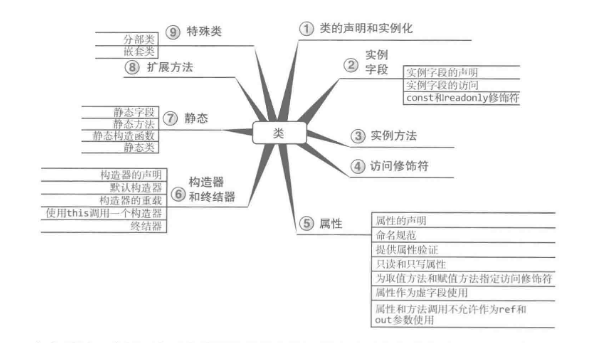 ① 类的声明和实例化
② 实例
字段
实例字段的声明
实例字段的访问
const和readonly修饰符
③ 实例方法
④ 访问修饰符
⑤ 属性
属性的声明
命名规范
提供属性验证
只读和只写属性
为取值方法和赋值方法指定访问修饰符
属性作为虚字段使用
属性和方法调用不允许作为ref和
out参数使用
⑥ 构造器
和终结器
构造器的声明
默认构造器
构造器的重载
使用this调用一个构造器
终结器
⑦ 静态
静态字段
静态方法
静态构造函数
静态类
⑧ 扩展方法
⑨ 特殊类
分部类
嵌套类
类